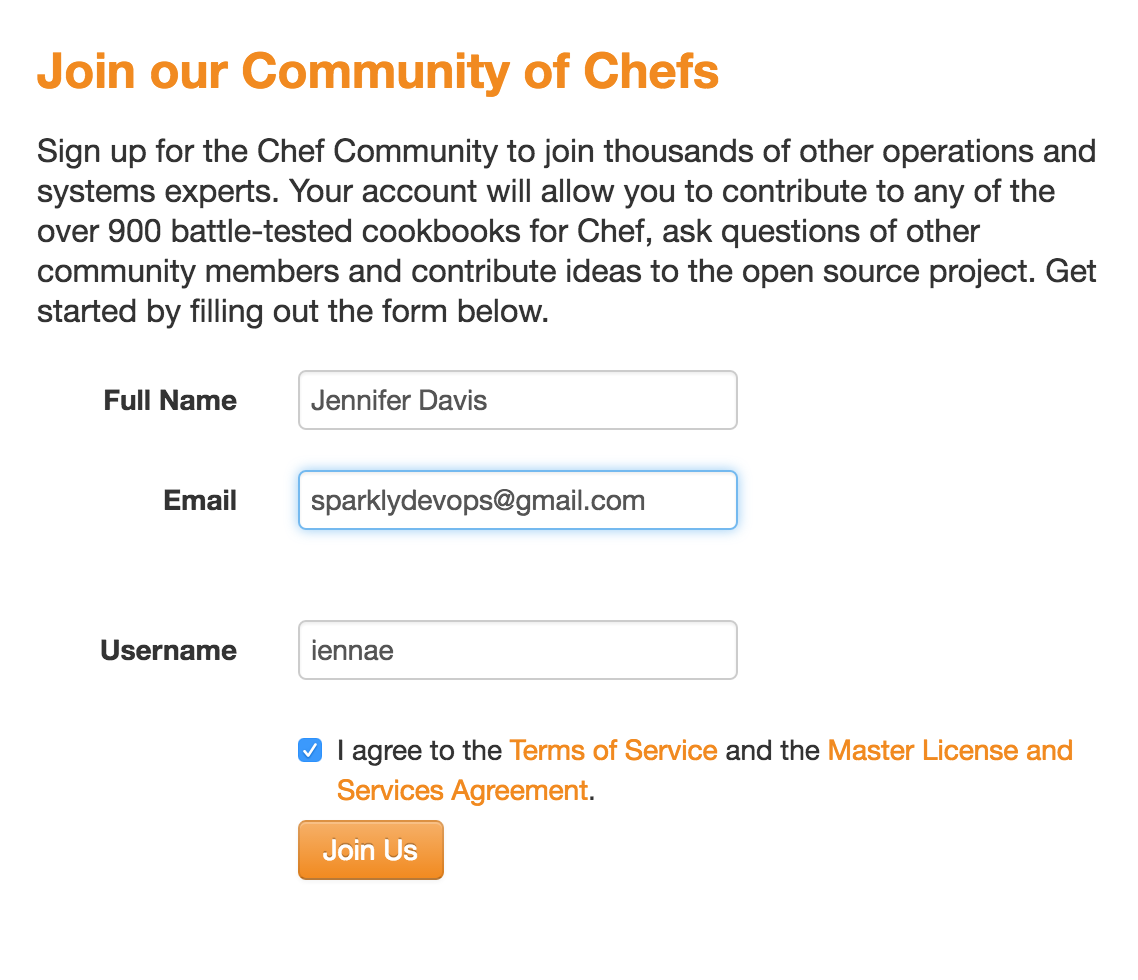 Join our Community of Chefs
Sign up for the Chef Community to join thousands of other operations and
systems experts. Your account will allow you to contribute to any of the
over 900 battle-tested cookbooks for Chef, ask questions of other
community members and contribute ideas to the open source project. Get
started by filling out the form below.
Full Name Jennifer Davis
Email sparklydevops@gmail.com
Username iennae
I agree to the Terms of Service and the Master License and
Services Agreement.
Join Us